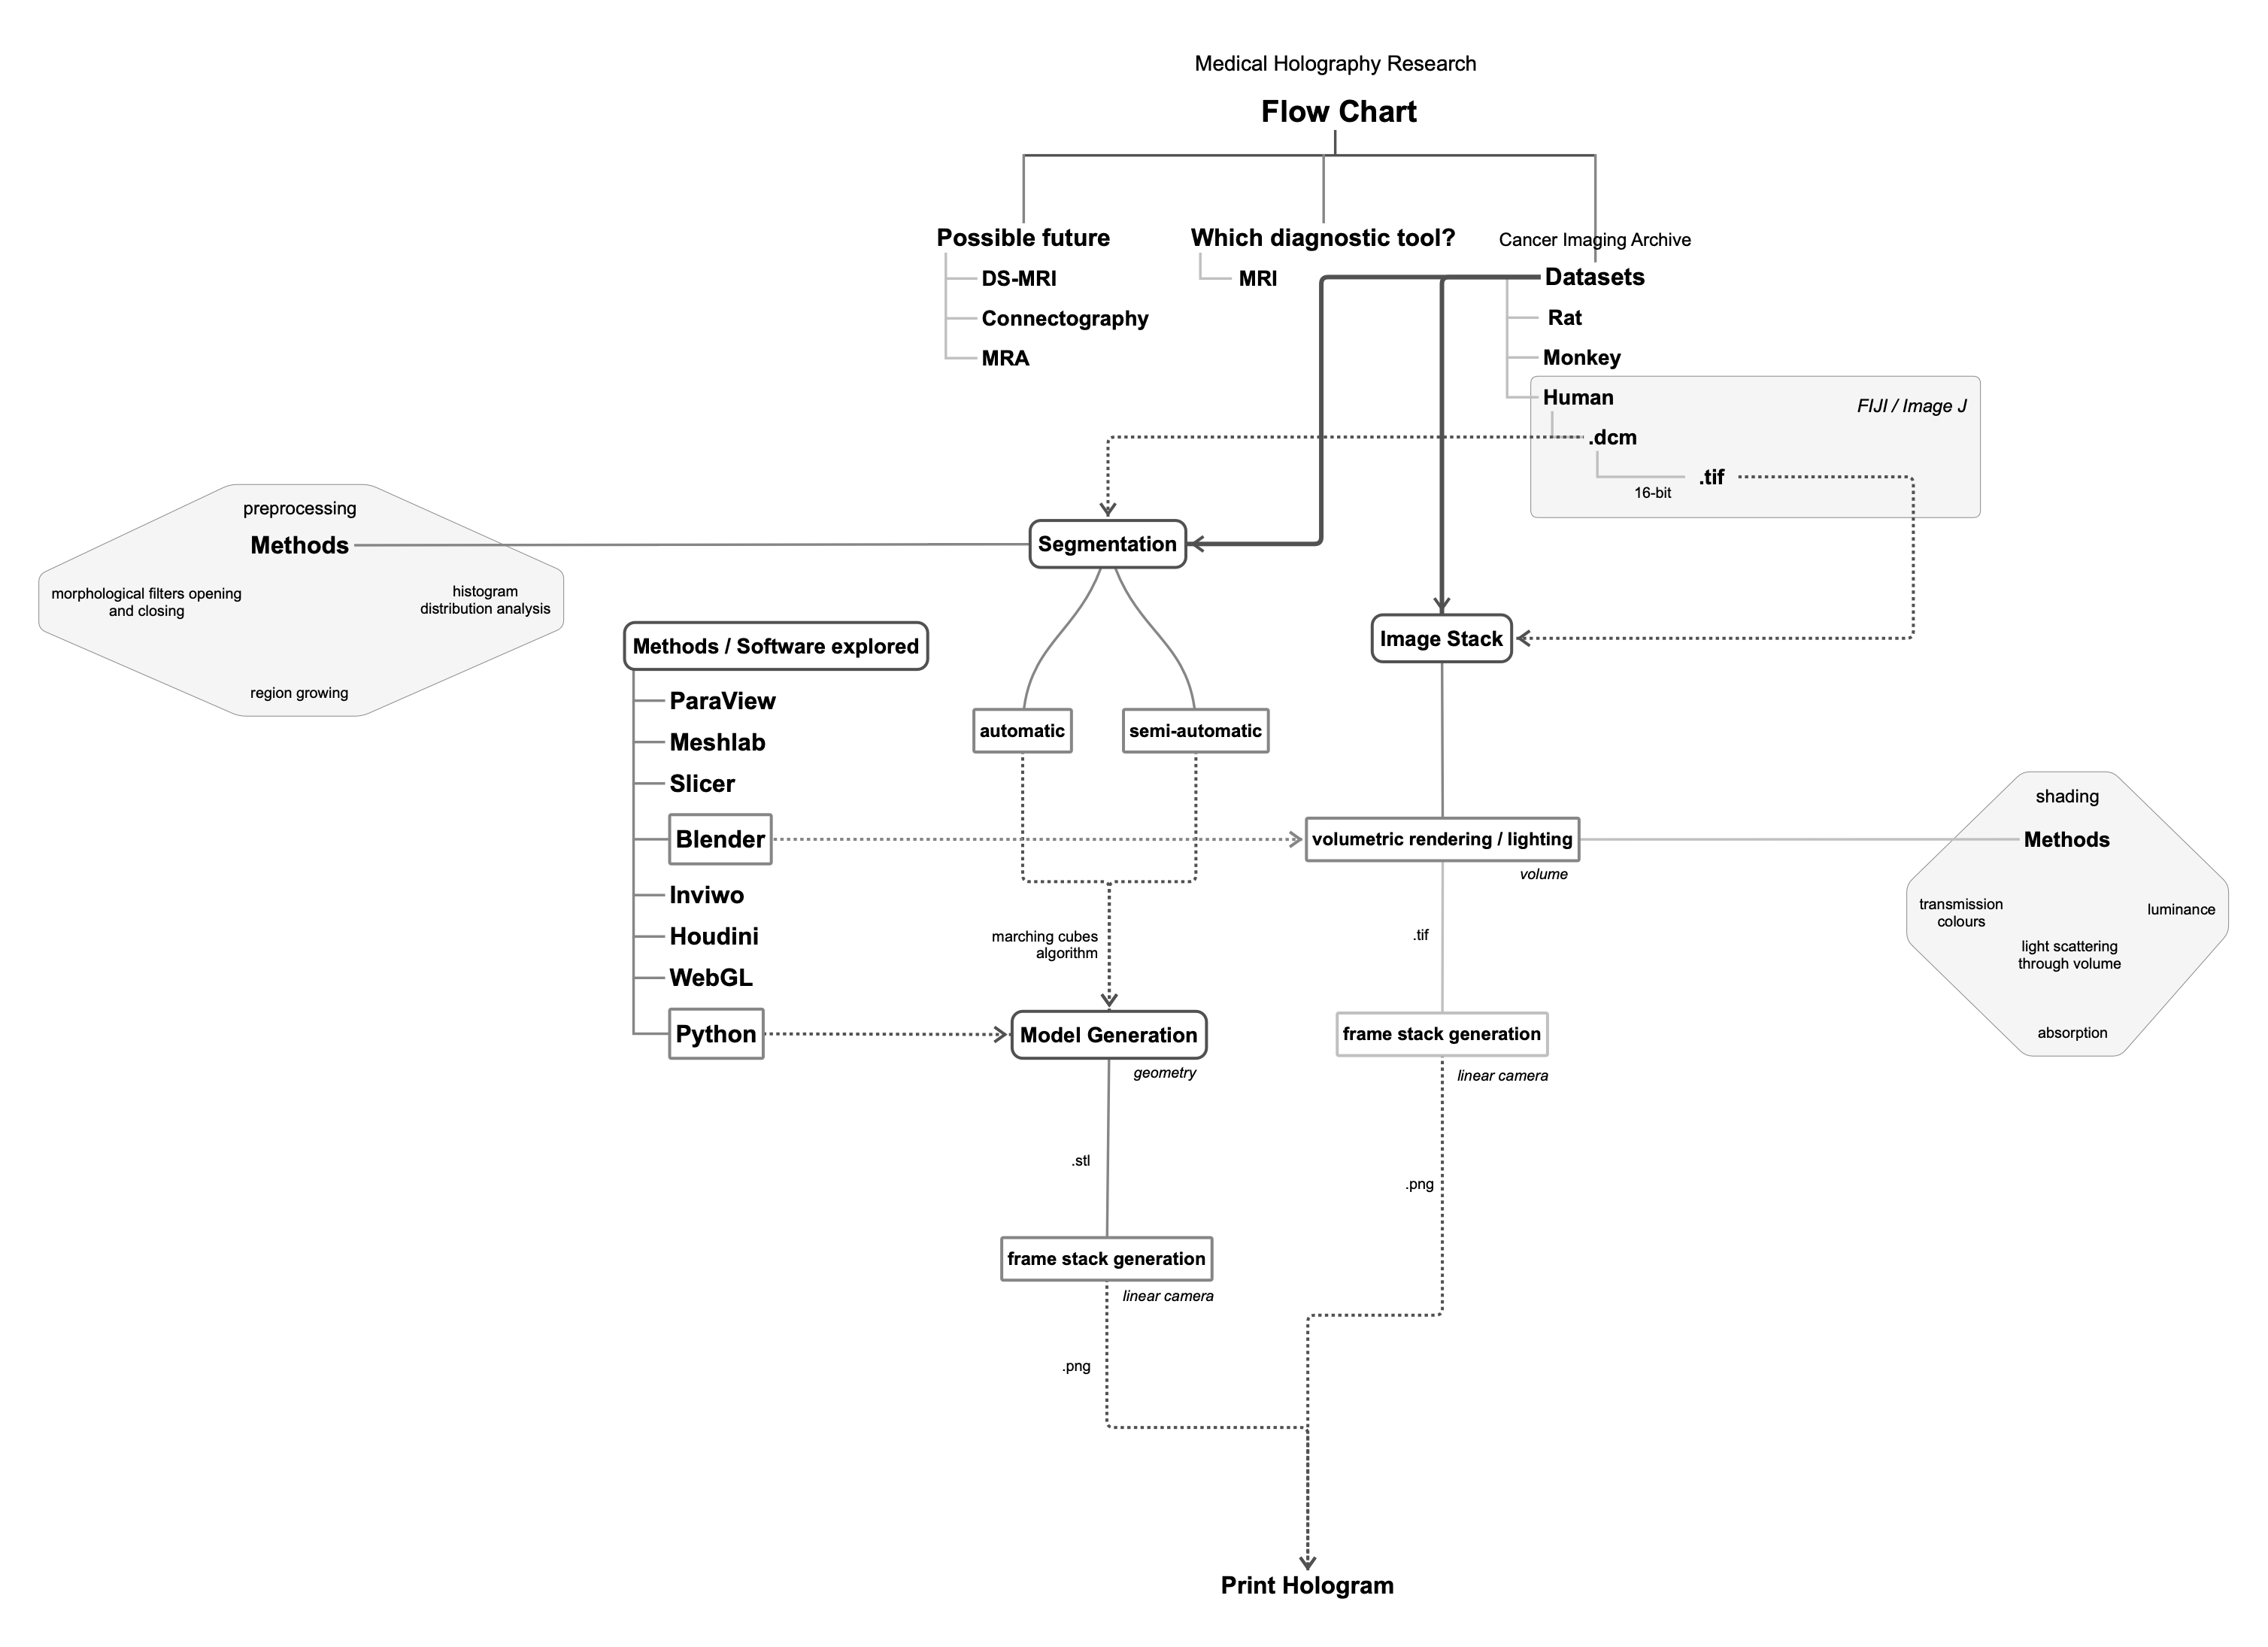 Medical Holography Research
Flow Chart
Possible future
DS-MRI
Connectography
MRA
Which diagnostic tool?
MRI
Cancer Imaging Archive
Datasets
Rat
Monkey
Human
FIJI / Image J
.dcm
.tif
16-bit
preprocessing
Methods
morphological filters opening
and closing
histogram
distribution analysis
region growing
Segmentation
Image Stack
Methods / Software explored
ParaView
Meshlab
Slicer
Blender
Inviwo
Houdini
WebGL
Python
automatic
semi-automatic
marching cubes
algorithm
Model Generation
geometry
.stl
frame stack generation
linear camera
.png
volumetric rendering / lighting
volume
.tif
frame stack generation
linear camera
.png
shading
Methods
transmission
colours
luminance
light scattering
through volume
absorption
Print Hologram